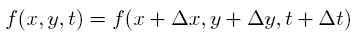 f(x, y, t) = f(x + Δx, y + Δy, t + Δt)